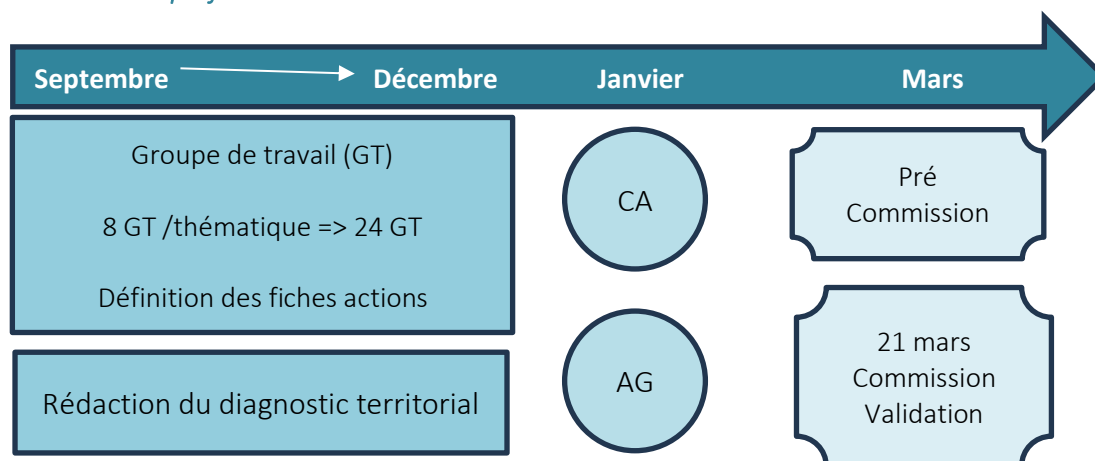 Septembre Décembre Janvier Mars
Groupe de travail (GT)
8 GT /thématique => 24 GT
Définition des fiches actions
Rédaction du diagnostic territorial
CA
AG
Pré
Commission
21 mars
Commission
Validation